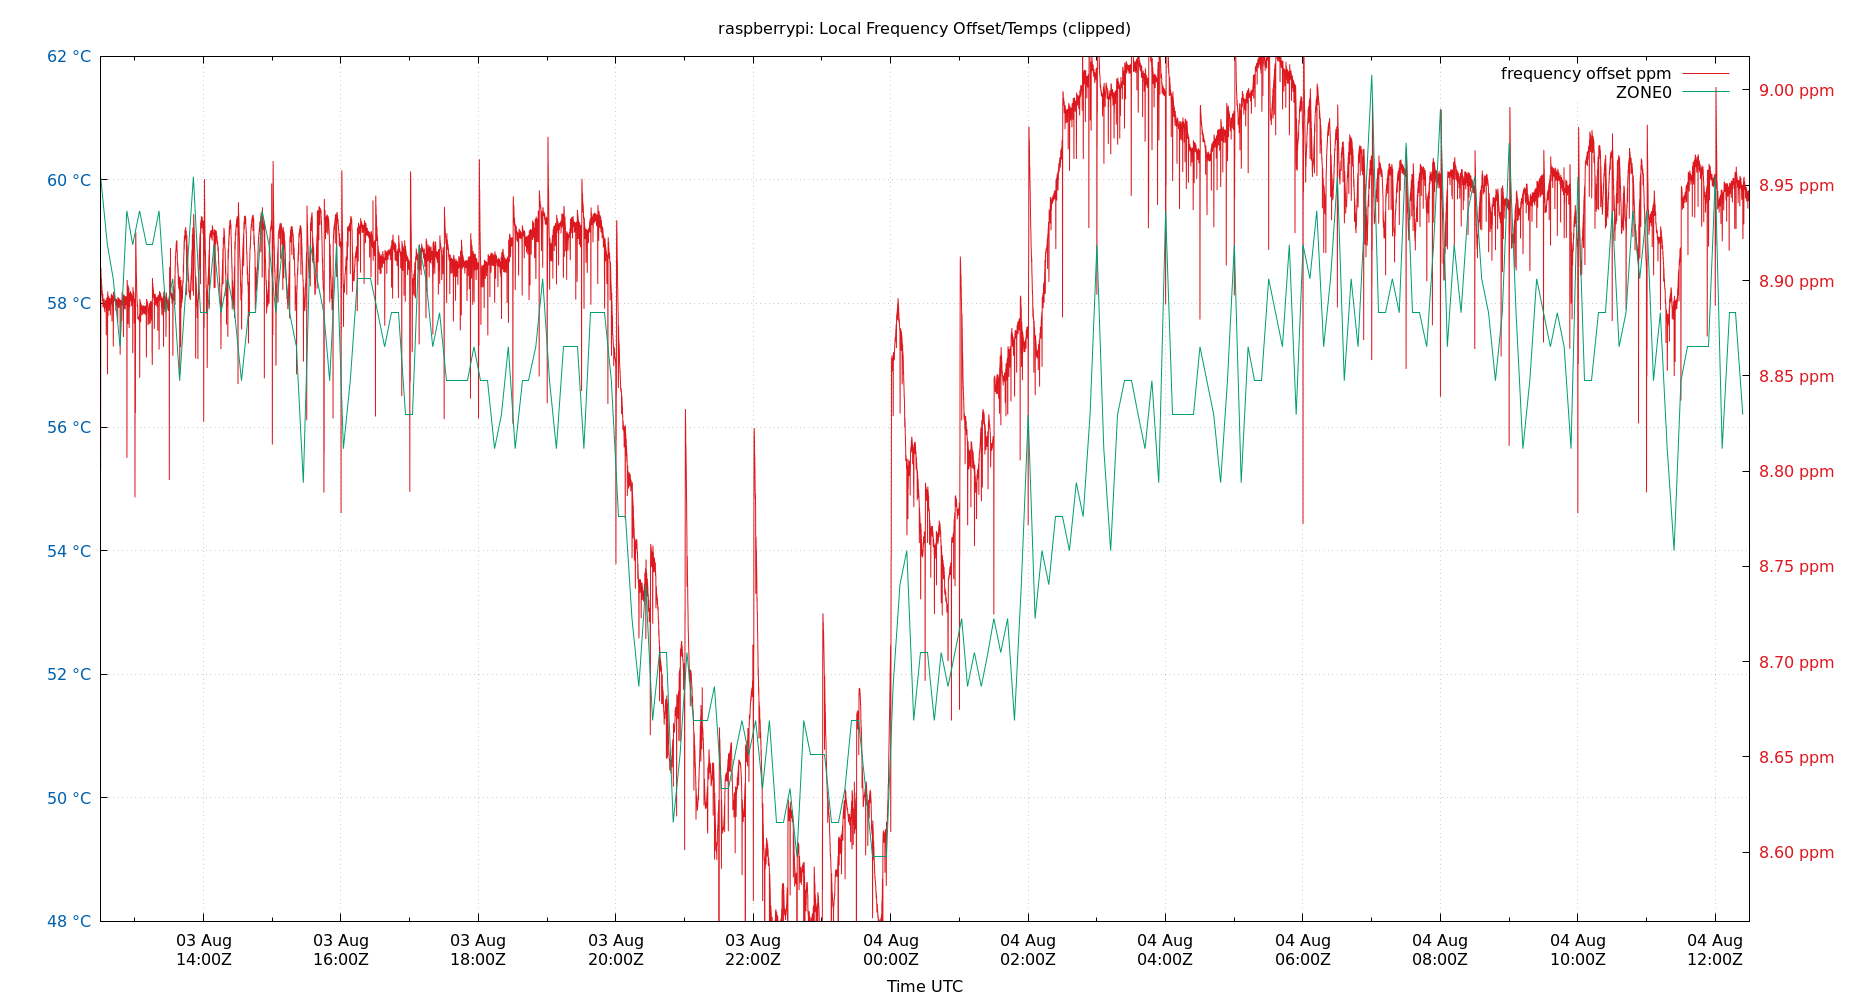 raspberrypi: Local Frequency Offset/Temps (clipped)
62 °C
60 °C
58 °C
56 °C
54 °C
52 °C
50 °C
48 °C
frequency offset ppm
ZONE0
9.00 ppm
8.95 ppm
8.90 ppm
8.85 ppm
8.80 ppm
8.75 ppm
8.70 ppm
8.65 ppm
8.60 ppm
03 Aug
14:00Z
03 Aug
16:00Z
03 Aug
18:00Z
03 Aug
20:00Z
03 Aug
22:00Z
04 Aug
00:00Z
04 Aug
02:00Z
04 Aug
04:00Z
04 Aug
06:00Z
04 Aug
08:00Z
04 Aug
10:00Z
04 Aug
12:00Z
Time UTC